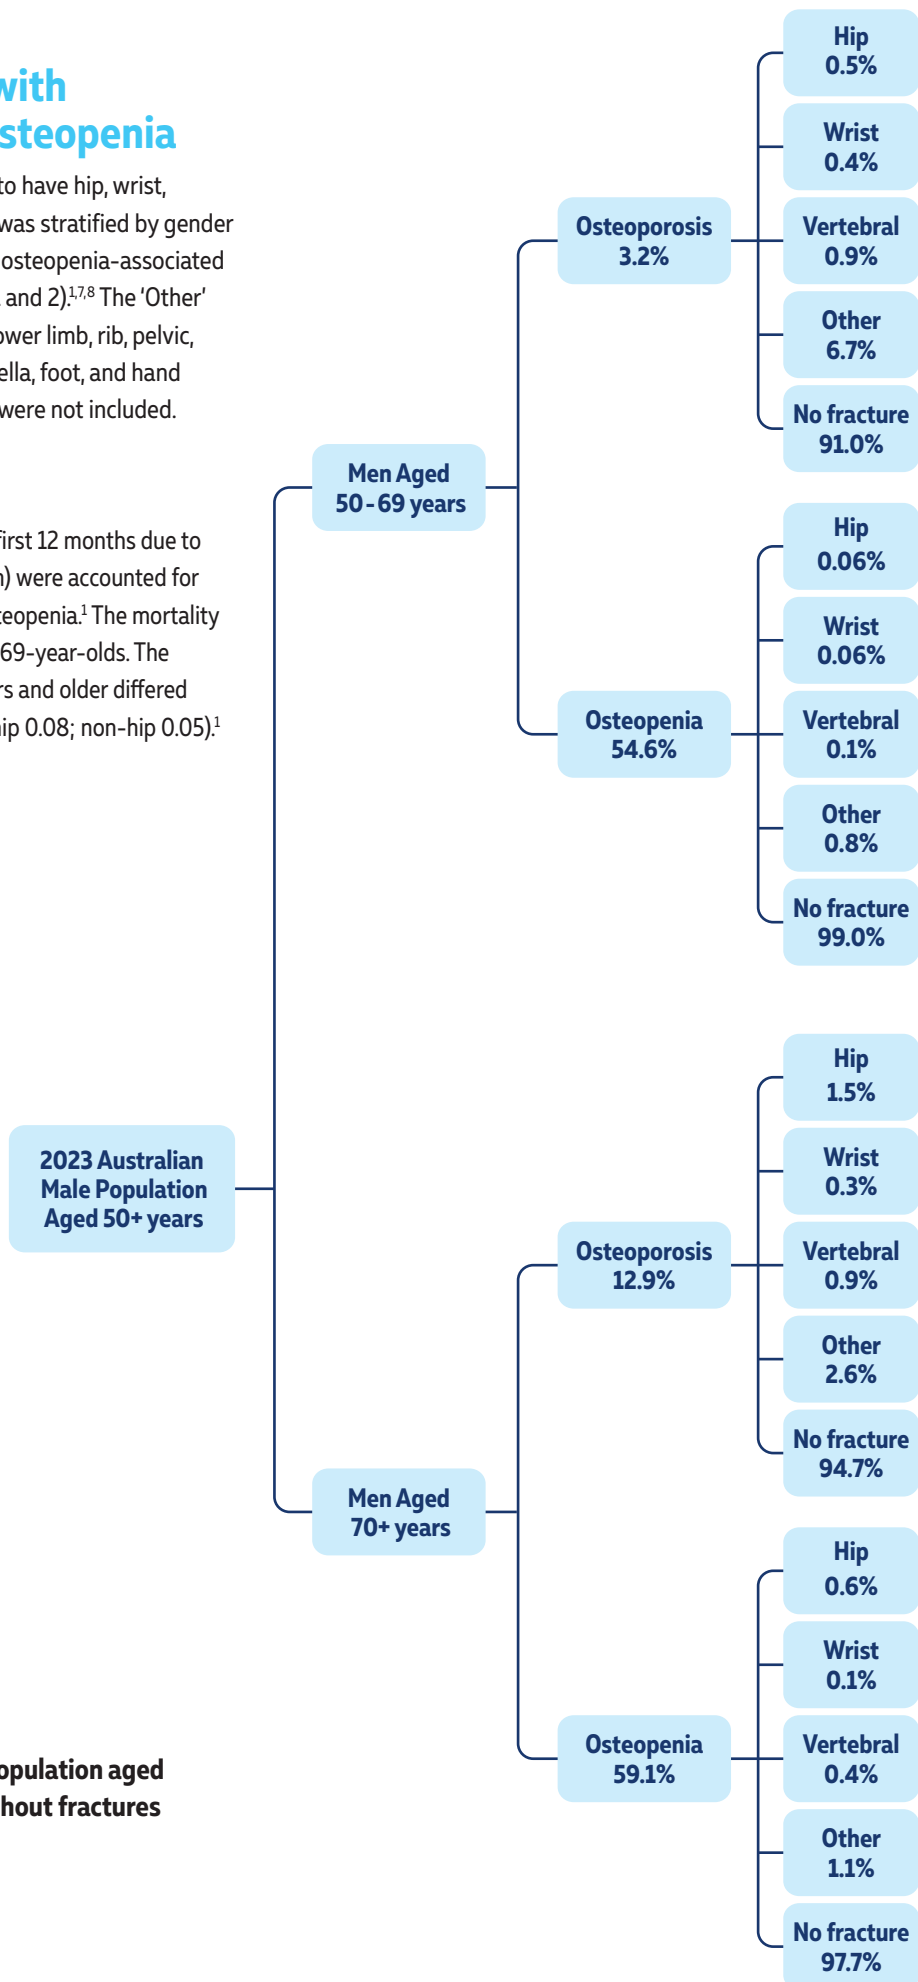 with
steopenia
to have hip, wrist,
was stratified by gender
osteopenia-associated
and 2).1,7,8 The ‘Other’
ower limb, rib, pelvic,
ella, foot, and hand
were not included.
first 12 months due to
n) were accounted for
teopenia.1 The mortality
69-year-olds. The
rs and older differed
hip 0.08; non-hip 0.05).1
2023 Australian
Male Population
Aged 50+ years
Men Aged
50-69 years
Osteoporosis
3.2%
Hip
0.5%
Wrist
0.4%
Vertebral
0.9%
Other
6.7%
No fracture
91.0%
Osteopenia
54.6%
Hip
0.06%
Wrist
0.06%
Vertebral
0.1%
Other
0.8%
No fracture
99.0%
Men Aged
70+ years
Osteoporosis
12.9%
Hip
1.5%
Wrist
0.3%
Vertebral
0.9%
Other
2.6%
No fracture
94.7%
Osteopenia
59.1%
Hip
0.6%
Wrist
0.1%
Vertebral
0.4%
Other
1.1%
No fracture
97.7%
opulation aged
hout fractures